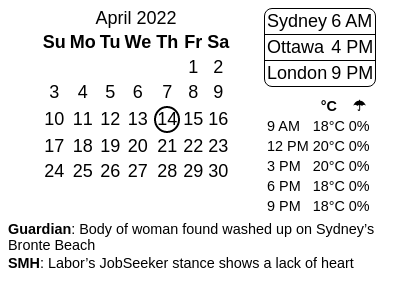 April 2022
Su Mo Tu We Th Fr Sa
1 2
3 4 5 6 7 8 9
10 11 12 13 14 15 16
17 18 19 20 21 22 23
24 25 26 27 28 29 30
Sydney 6 AM
Ottawa 4 PM
London 9 PM
°C ☂
9 AM 18°C 0%
12 PM 20°C 0%
3 PM 20°C 0%
6 PM 18°C 0%
9 PM 18°C 0%
Guardian: Body of woman found washed up on Sydney’s
Bronte Beach
SMH: Labor’s JobSeeker stance shows a lack of heart